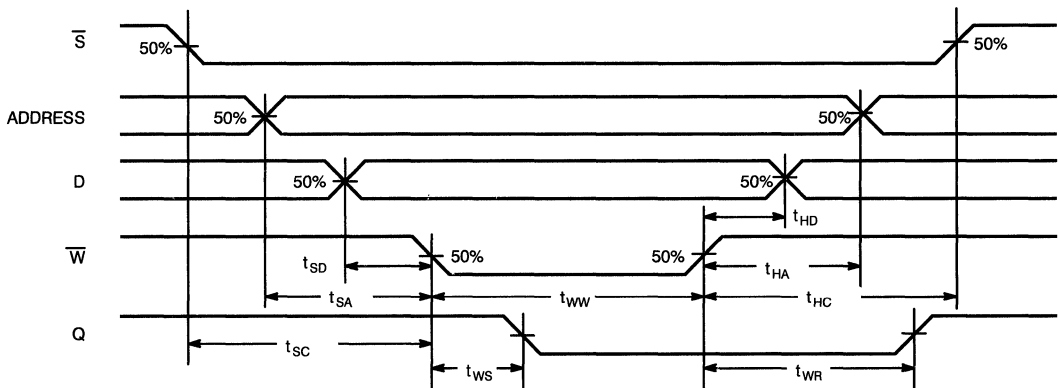 S̅
50%
50%
ADDRESS
50%
50%
D
50%
50%
tHD
W̅
50%
50%
tSD
tHA
tSA
tWW
tHC
Q
tSC
tWS
tWR